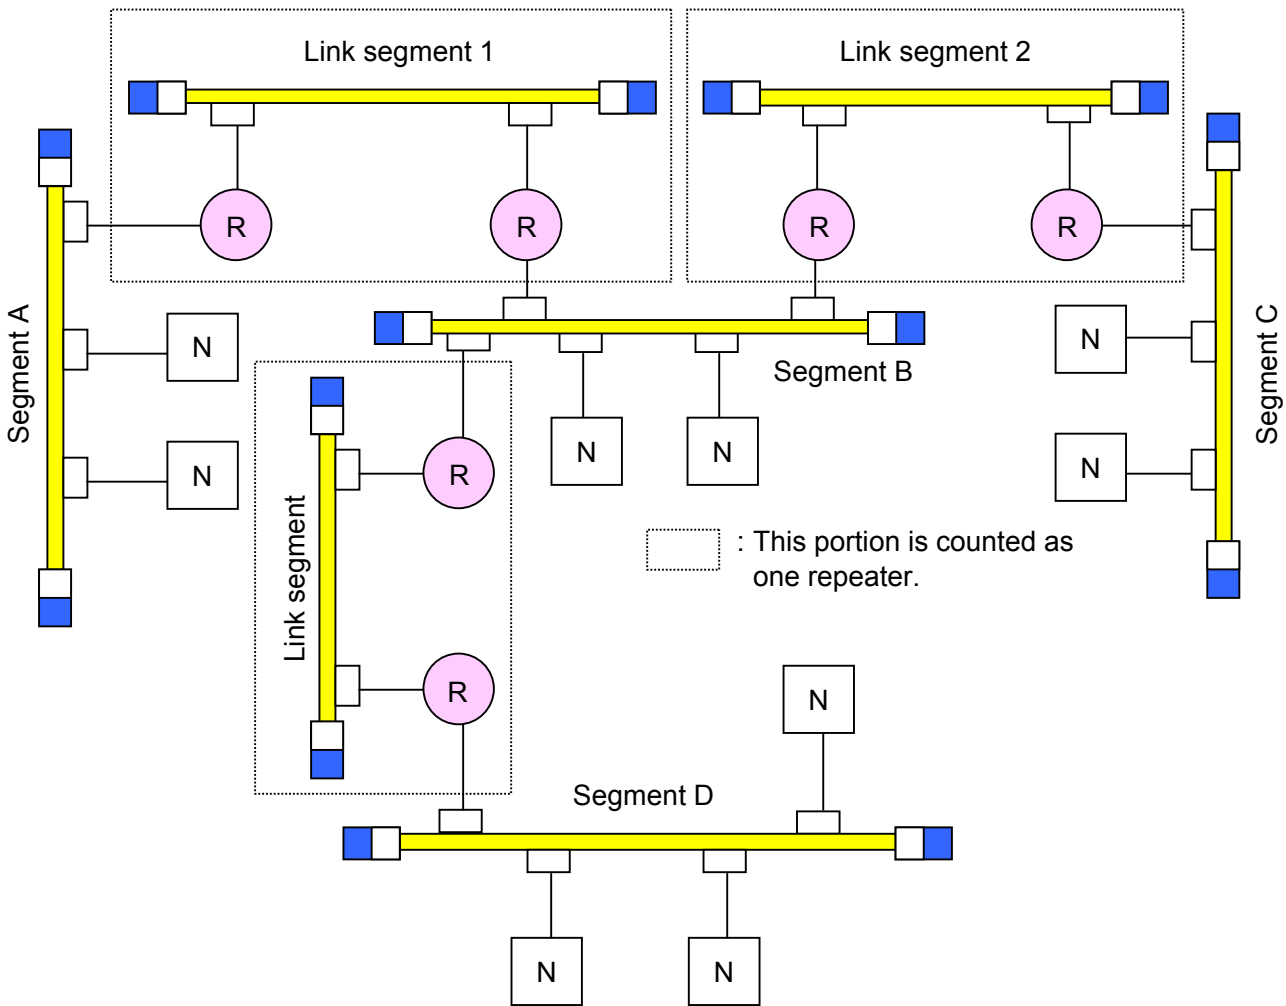 Link segment 1
Link segment 2
R
R
R
R
Segment A
N
N
Segment B
N
N
Segment C
N
N
Link segment
R
R
: This portion is counted as
one repeater.
N
Segment D
N
N